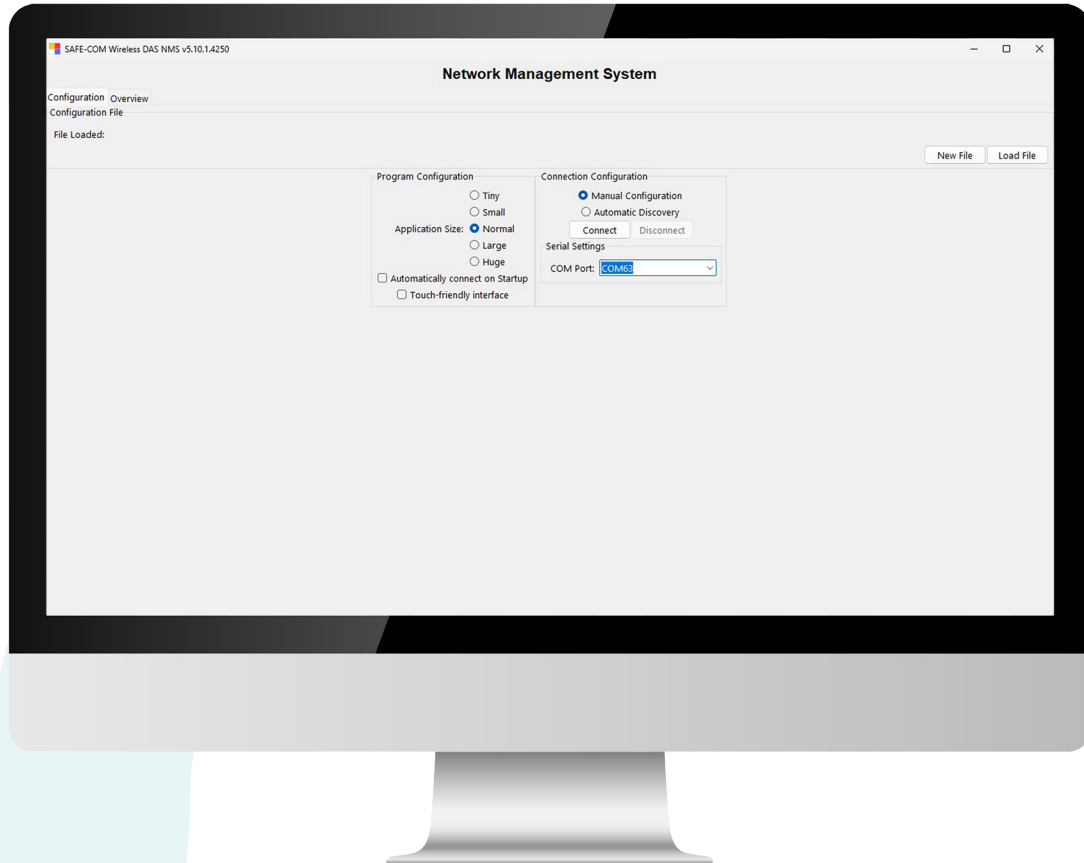 SAFE-COM Wireless DAS NMS v5.10.1.4250
Network Management System
Configuration Overview
Configuration File
File Loaded:
New File Load File
Program Configuration
Tiny
Small
Application Size: Normal
Large
Huge
Automatically connect on Startup
Touch-friendly interface
Connection Configuration
Manual Configuration
Automatic Discovery
Connect Disconnect
Serial Settings
COM Port: COM63